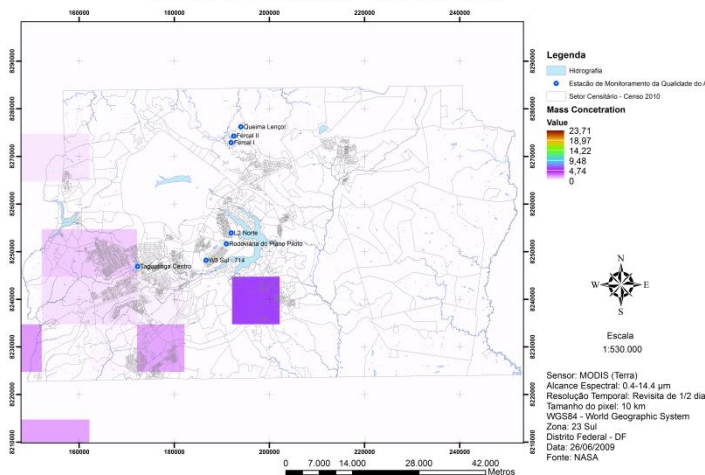 160000 180000 200000 220000 240000
8290000
8280000
8270000
8260000
8250000
8240000
8230000
8220000
8210000
Queima Lençol
Fercal II
Fercal I
L2 Norte
Rodoviária do Plano Piloto
W3 Sul - 714
Taguatinga Centro
160000 180000 200000 220000 240000
0 7.000 14.000 28.000 42.000
Metros
Legenda
Hidrografia
Estação de Monitoramento da Qualidade do A
Setor Censitário - Censo 2010
Mass Concetration
Value
23,71
18,97
14,22
9,48
4,74
0
N
W E
S
Escala
1:530.000
Sensor: MODIS (Terra)
Alcance Espectral: 0.4-14.4 µm
Resolução Temporal: Revisita de 1/2 dia
Tamanho do pixel: 10 km
WGS84 - World Geographic System
Zona: 23 Sul
Distrito Federal - DF
Data: 26/06/2009
Fonte: NASA